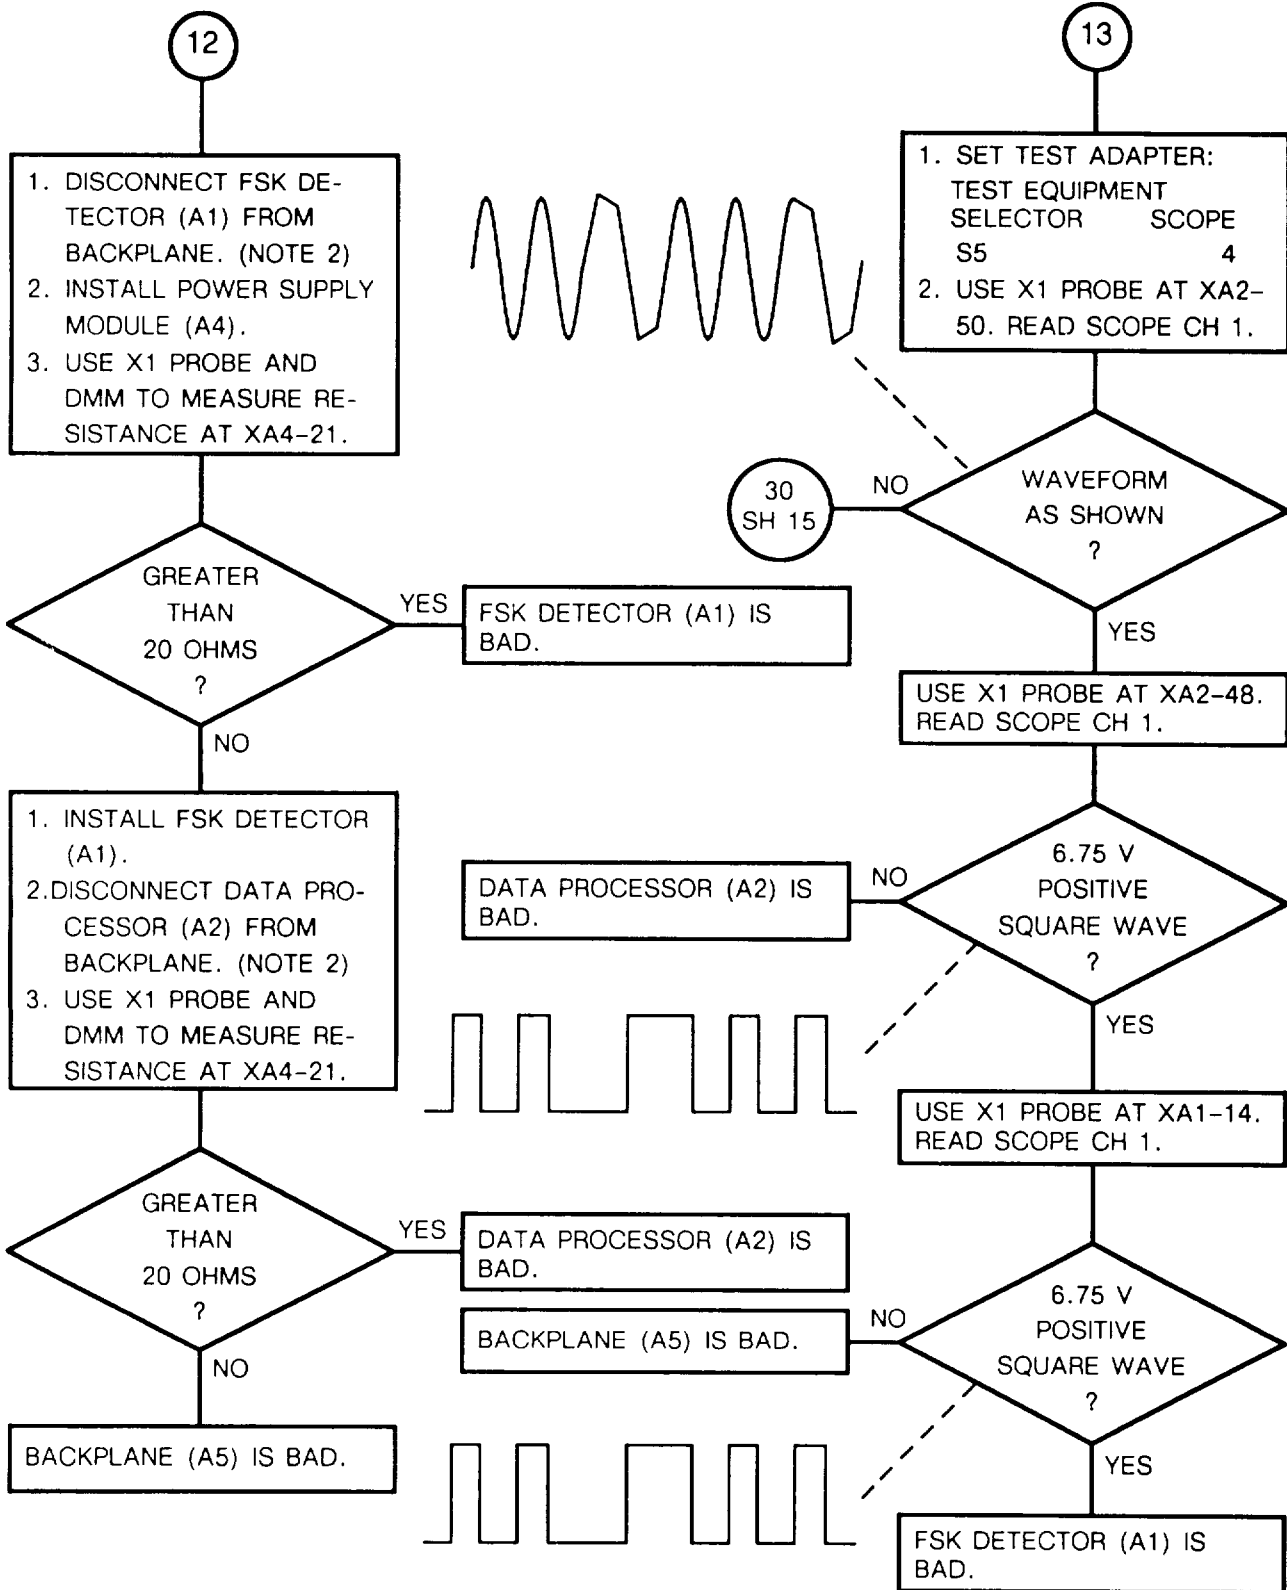 12
1. DISCONNECT FSK DE-
TECTOR (A1) FROM
BACKPLANE. (NOTE 2)
2. INSTALL POWER SUPPLY
MODULE (A4).
3. USE X1 PROBE AND
DMM TO MEASURE RE-
SISTANCE AT XA4-21.
GREATER
THAN
20 OHMS
?
YES
FSK DETECTOR (A1) IS
BAD.
NO
1. INSTALL FSK DETECTOR
(A1).
2.DISCONNECT DATA PRO-
CESSOR (A2) FROM
BACKPLANE. (NOTE 2)
3. USE X1 PROBE AND
DMM TO MEASURE RE-
SISTANCE AT XA4-21.
GREATER
THAN
20 OHMS
?
YES
DATA PROCESSOR (A2) IS
BAD.
NO
BACKPLANE (A5) IS BAD.
13
1. SET TEST ADAPTER:
TEST EQUIPMENT
SELECTOR SCOPE
S5 4
2. USE X1 PROBE AT XA2-
50. READ SCOPE CH 1.
WAVEFORM
AS SHOWN
?
NO
30
SH 15
YES
USE X1 PROBE AT XA2-48.
READ SCOPE CH 1.
6.75 V
POSITIVE
SQUARE WAVE
?
NO
DATA PROCESSOR (A2) IS
BAD.
YES
USE X1 PROBE AT XA1-14.
READ SCOPE CH 1.
6.75 V
POSITIVE
SQUARE WAVE
?
NO
BACKPLANE (A5) IS BAD.
YES
FSK DETECTOR (A1) IS
BAD.